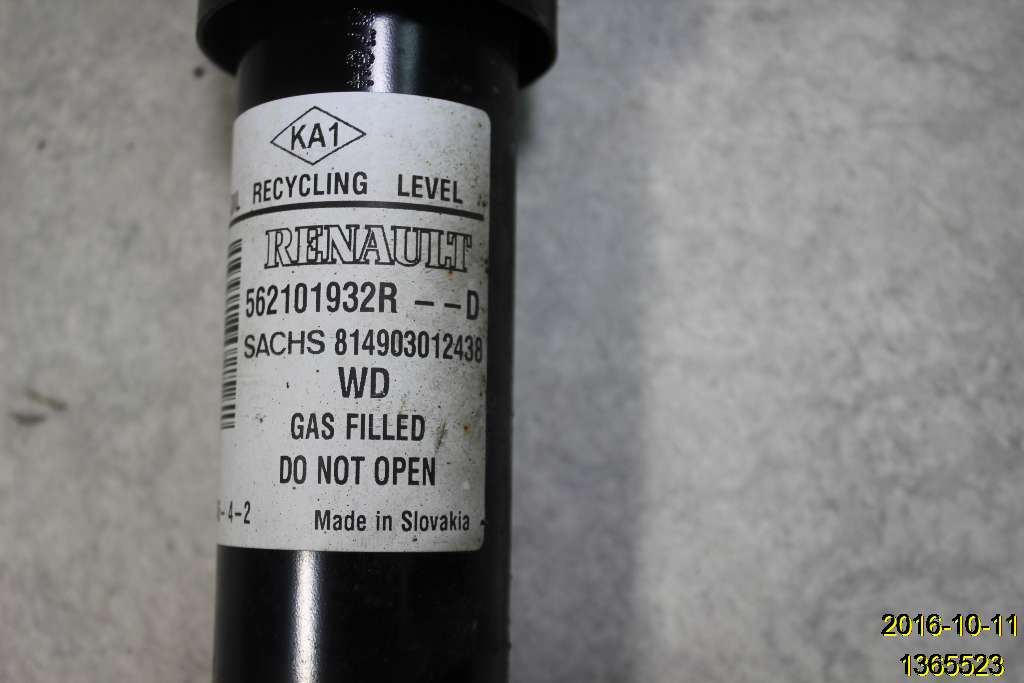 KA1
RECYCLING LEVEL
RENAULT
562101932R -- D
SACHS 814903012438
WD
GAS FILLED
DO NOT OPEN
-4-2
Made in Slovakia
2016-10-11
1365523